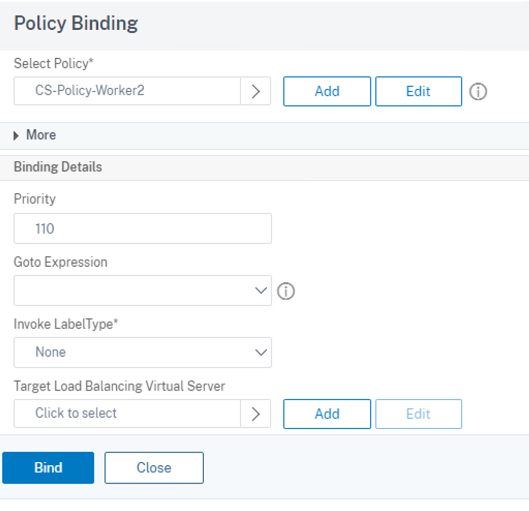 Policy Binding
Select Policy*
CS-Policy-Worker2
Add
Edit
More
Binding Details
Priority
110
Goto Expression
Invoke LabelType*
None
Target Load Balancing Virtual Server
Click to select
Add
Edit
Bind
Close